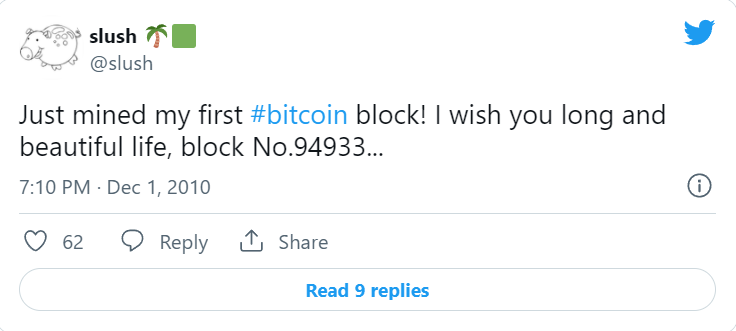 slush 🌴🟩
@slush
Just mined my first #bitcoin block! I wish you long and
beautiful life, block No.94933...
7:10 PM · Dec 1, 2010
62 Reply Share
Read 9 replies